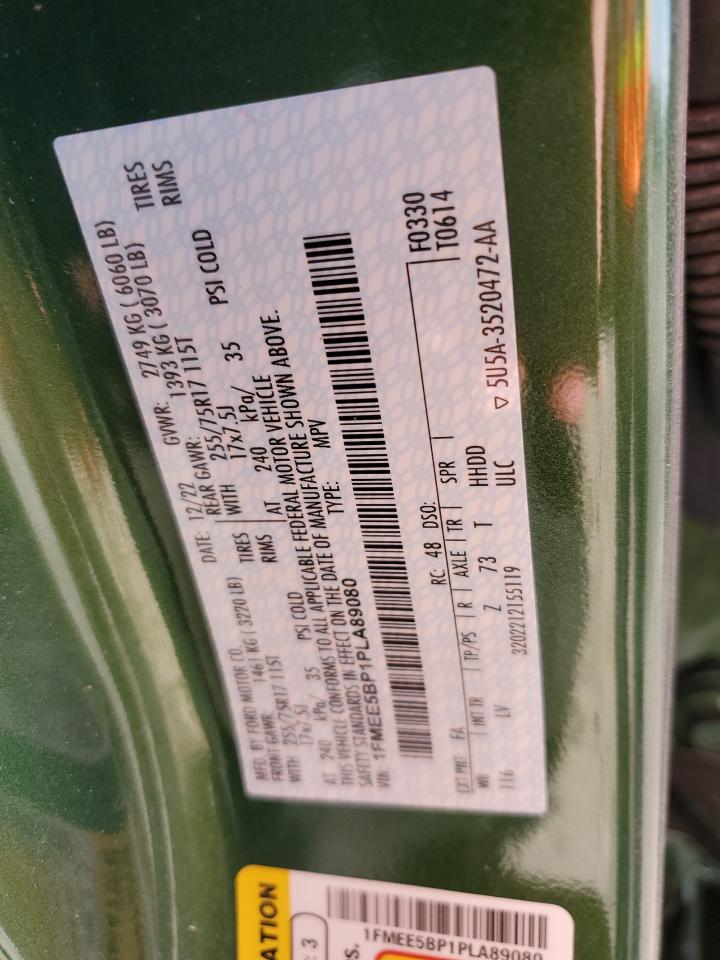 MFD. BY FORD MOTOR CO. DATE: 12/22 GVWR: 2749 KG ( 6060 LB)
FRONT GAWR: 1461 KG ( 3220 LB) REAR GAWR: 1393 KG ( 3070 LB)
WITH 255/75R17 115T TIRES WITH 255/75R17 115T TIRES
17x7.5J RIMS 17x7.5J RIMS
AT 240 kPa/ 35 PSI COLD AT 240 kPa/ 35 PSI COLD
THIS VEHICLE CONFORMS TO ALL APPLICABLE FEDERAL MOTOR VEHICLE
SAFETY STANDARDS IN EFFECT ON THE DATE OF MANUFACTURE SHOWN ABOVE.
VIN: 1FMEE5BP1PLA89080 TYPE: MPV
F0330
T0614
EXT PNT: FA RC: 48 DSO:
WB INT TR TP/PS R AXLE TR SPR
116 LV Z 73 T HHDD
ULC 5U5A-3520472-AA
3202212155119
ATION
: 3
s.
1FMEE5BP1PLA89080